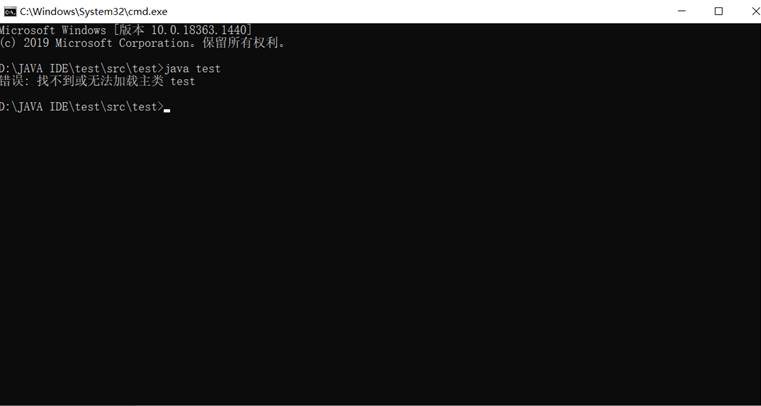 C:\Windows\System32\cmd.exe
Microsoft Windows [版本 10.0.18363.1440]
(c) 2019 Microsoft Corporation。保留所有权利。
D:\JAVA IDE\test\src\test>java test
错误: 找不到或无法加载主类 test
D:\JAVA IDE\test\src\test>